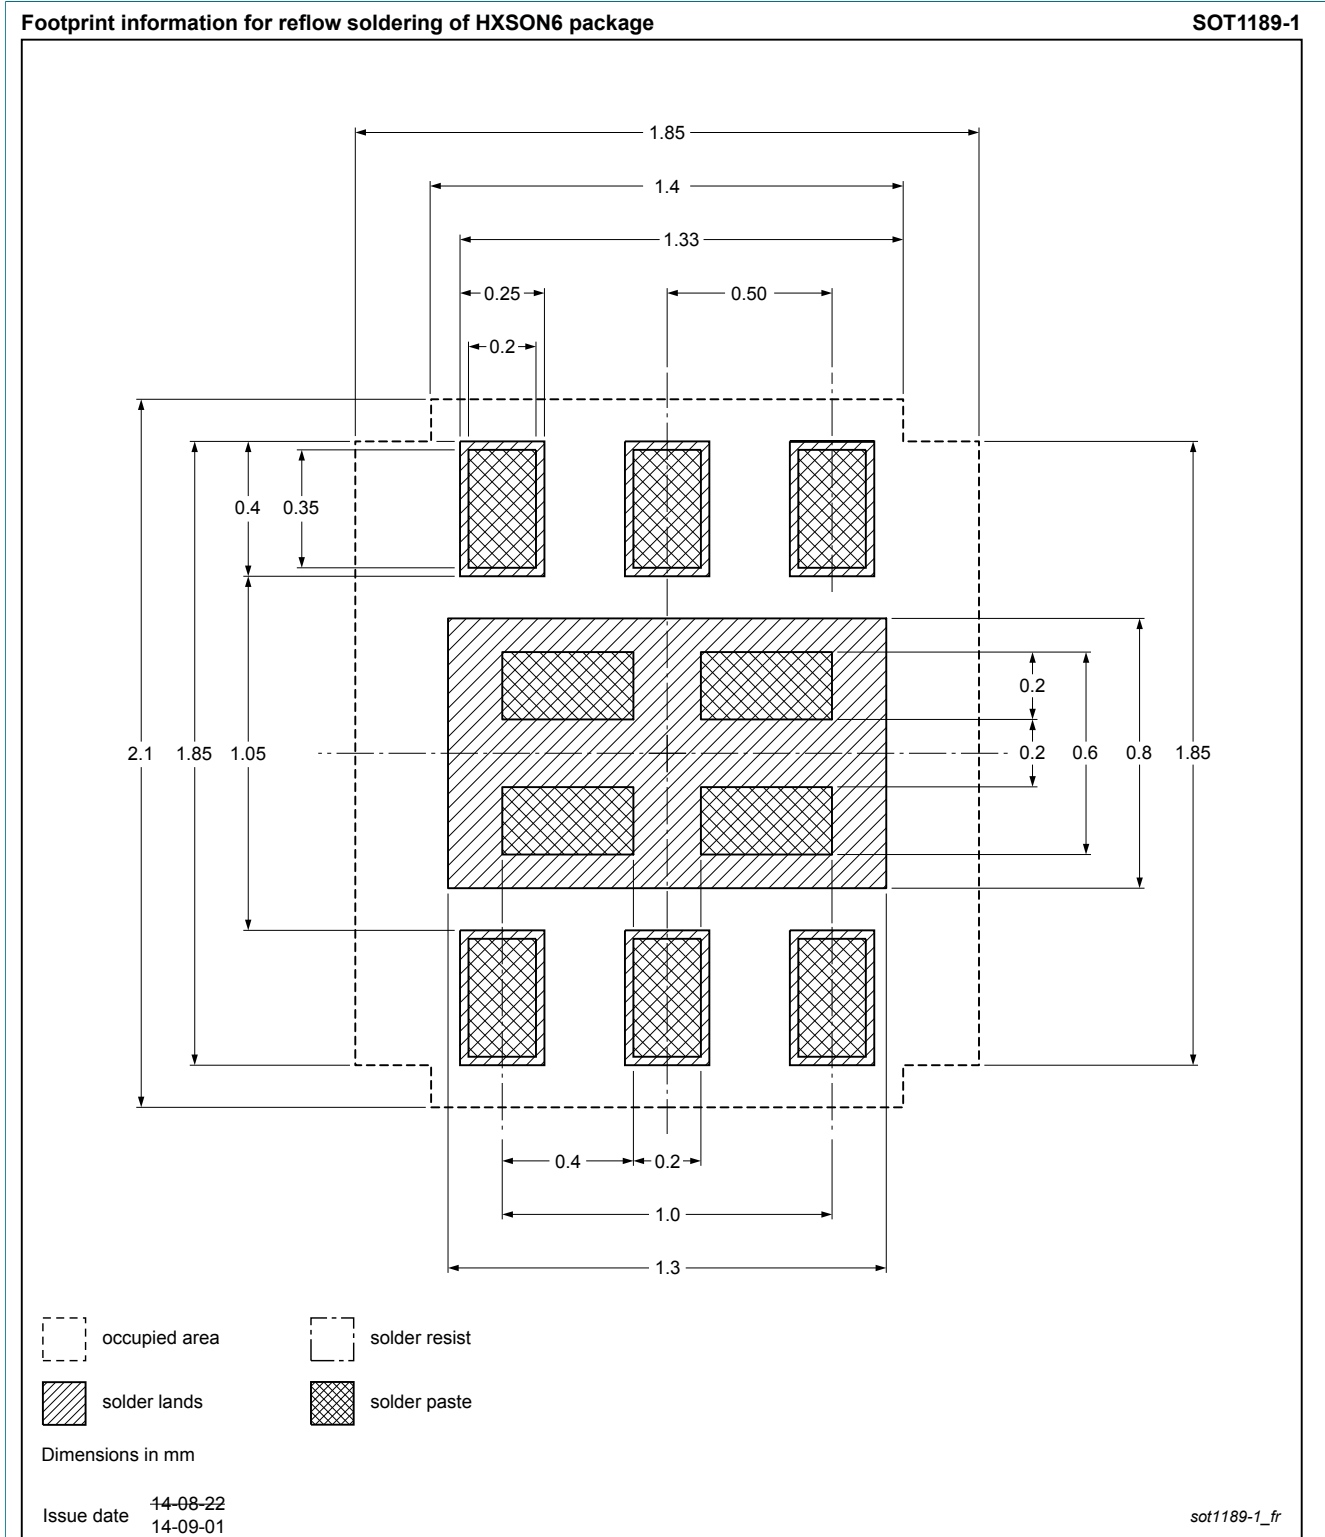 Footprint information for reflow soldering of HXSON6 package SOT1189-1
1.85
1.4
1.33
0.25 0.50
0.2
0.4 0.35
0.2
2.1 1.85 1.05 0.2 0.6 0.8 1.85
0.4 0.2
1.0
1.3
occupied area solder resist
solder lands solder paste
Dimensions in mm
Issue date 14-08-22
14-09-01
sot1189-1_fr